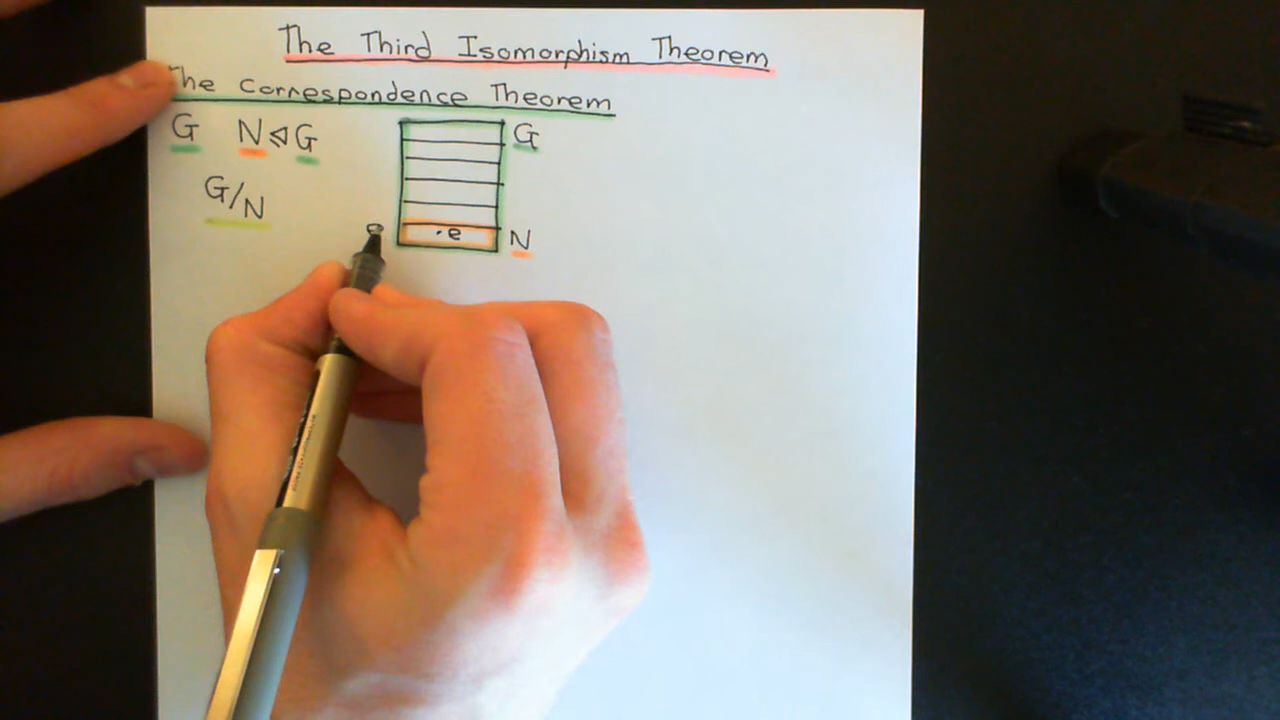 The Third Isomorphism Theorem
The Correspondence Theorem
G N ⊲ G G
G/N
e · e N